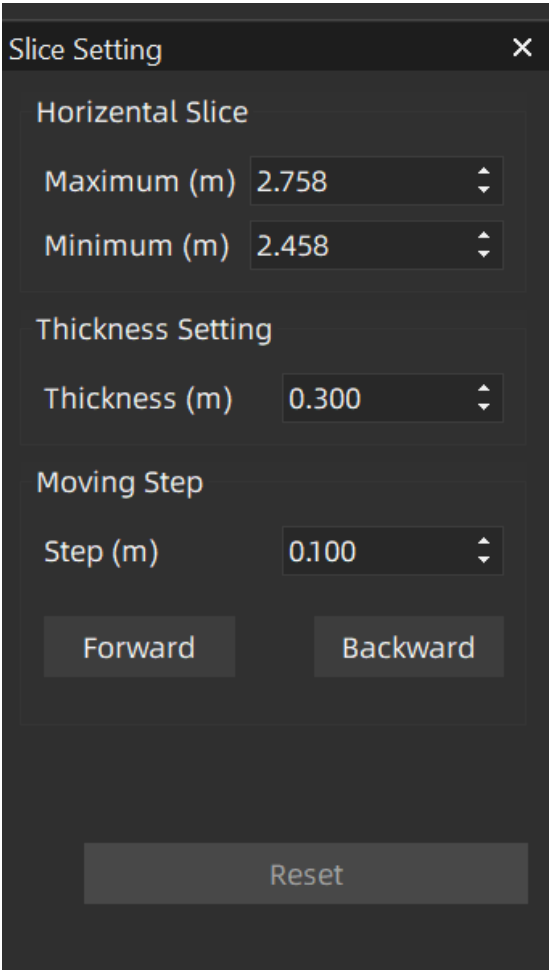 Slice Setting
Horizental Slice
Maximum (m) 2.758
Minimum (m) 2.458
Thickness Setting
Thickness (m) 0.300
Moving Step
Step (m) 0.100
Forward Backward
Reset